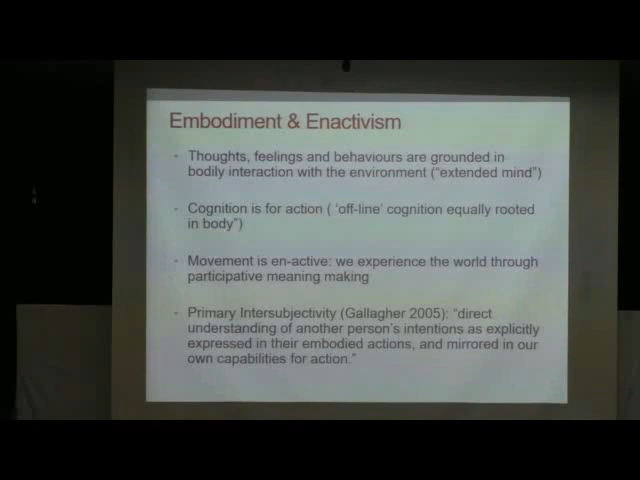 Embodiment & Enactivism
- Thoughts, feelings and behaviours are grounded in
bodily interaction with the environment (“extended mind”)
- Cognition is for action ( ‘off-line’ cognition equally rooted
in body”)
- Movement is en-active: we experience the world through
participative meaning making
- Primary Intersubjectivity (Gallagher 2005): “direct
understanding of another person’s intentions as explicitly
expressed in their embodied actions, and mirrored in our
own capabilities for action.”